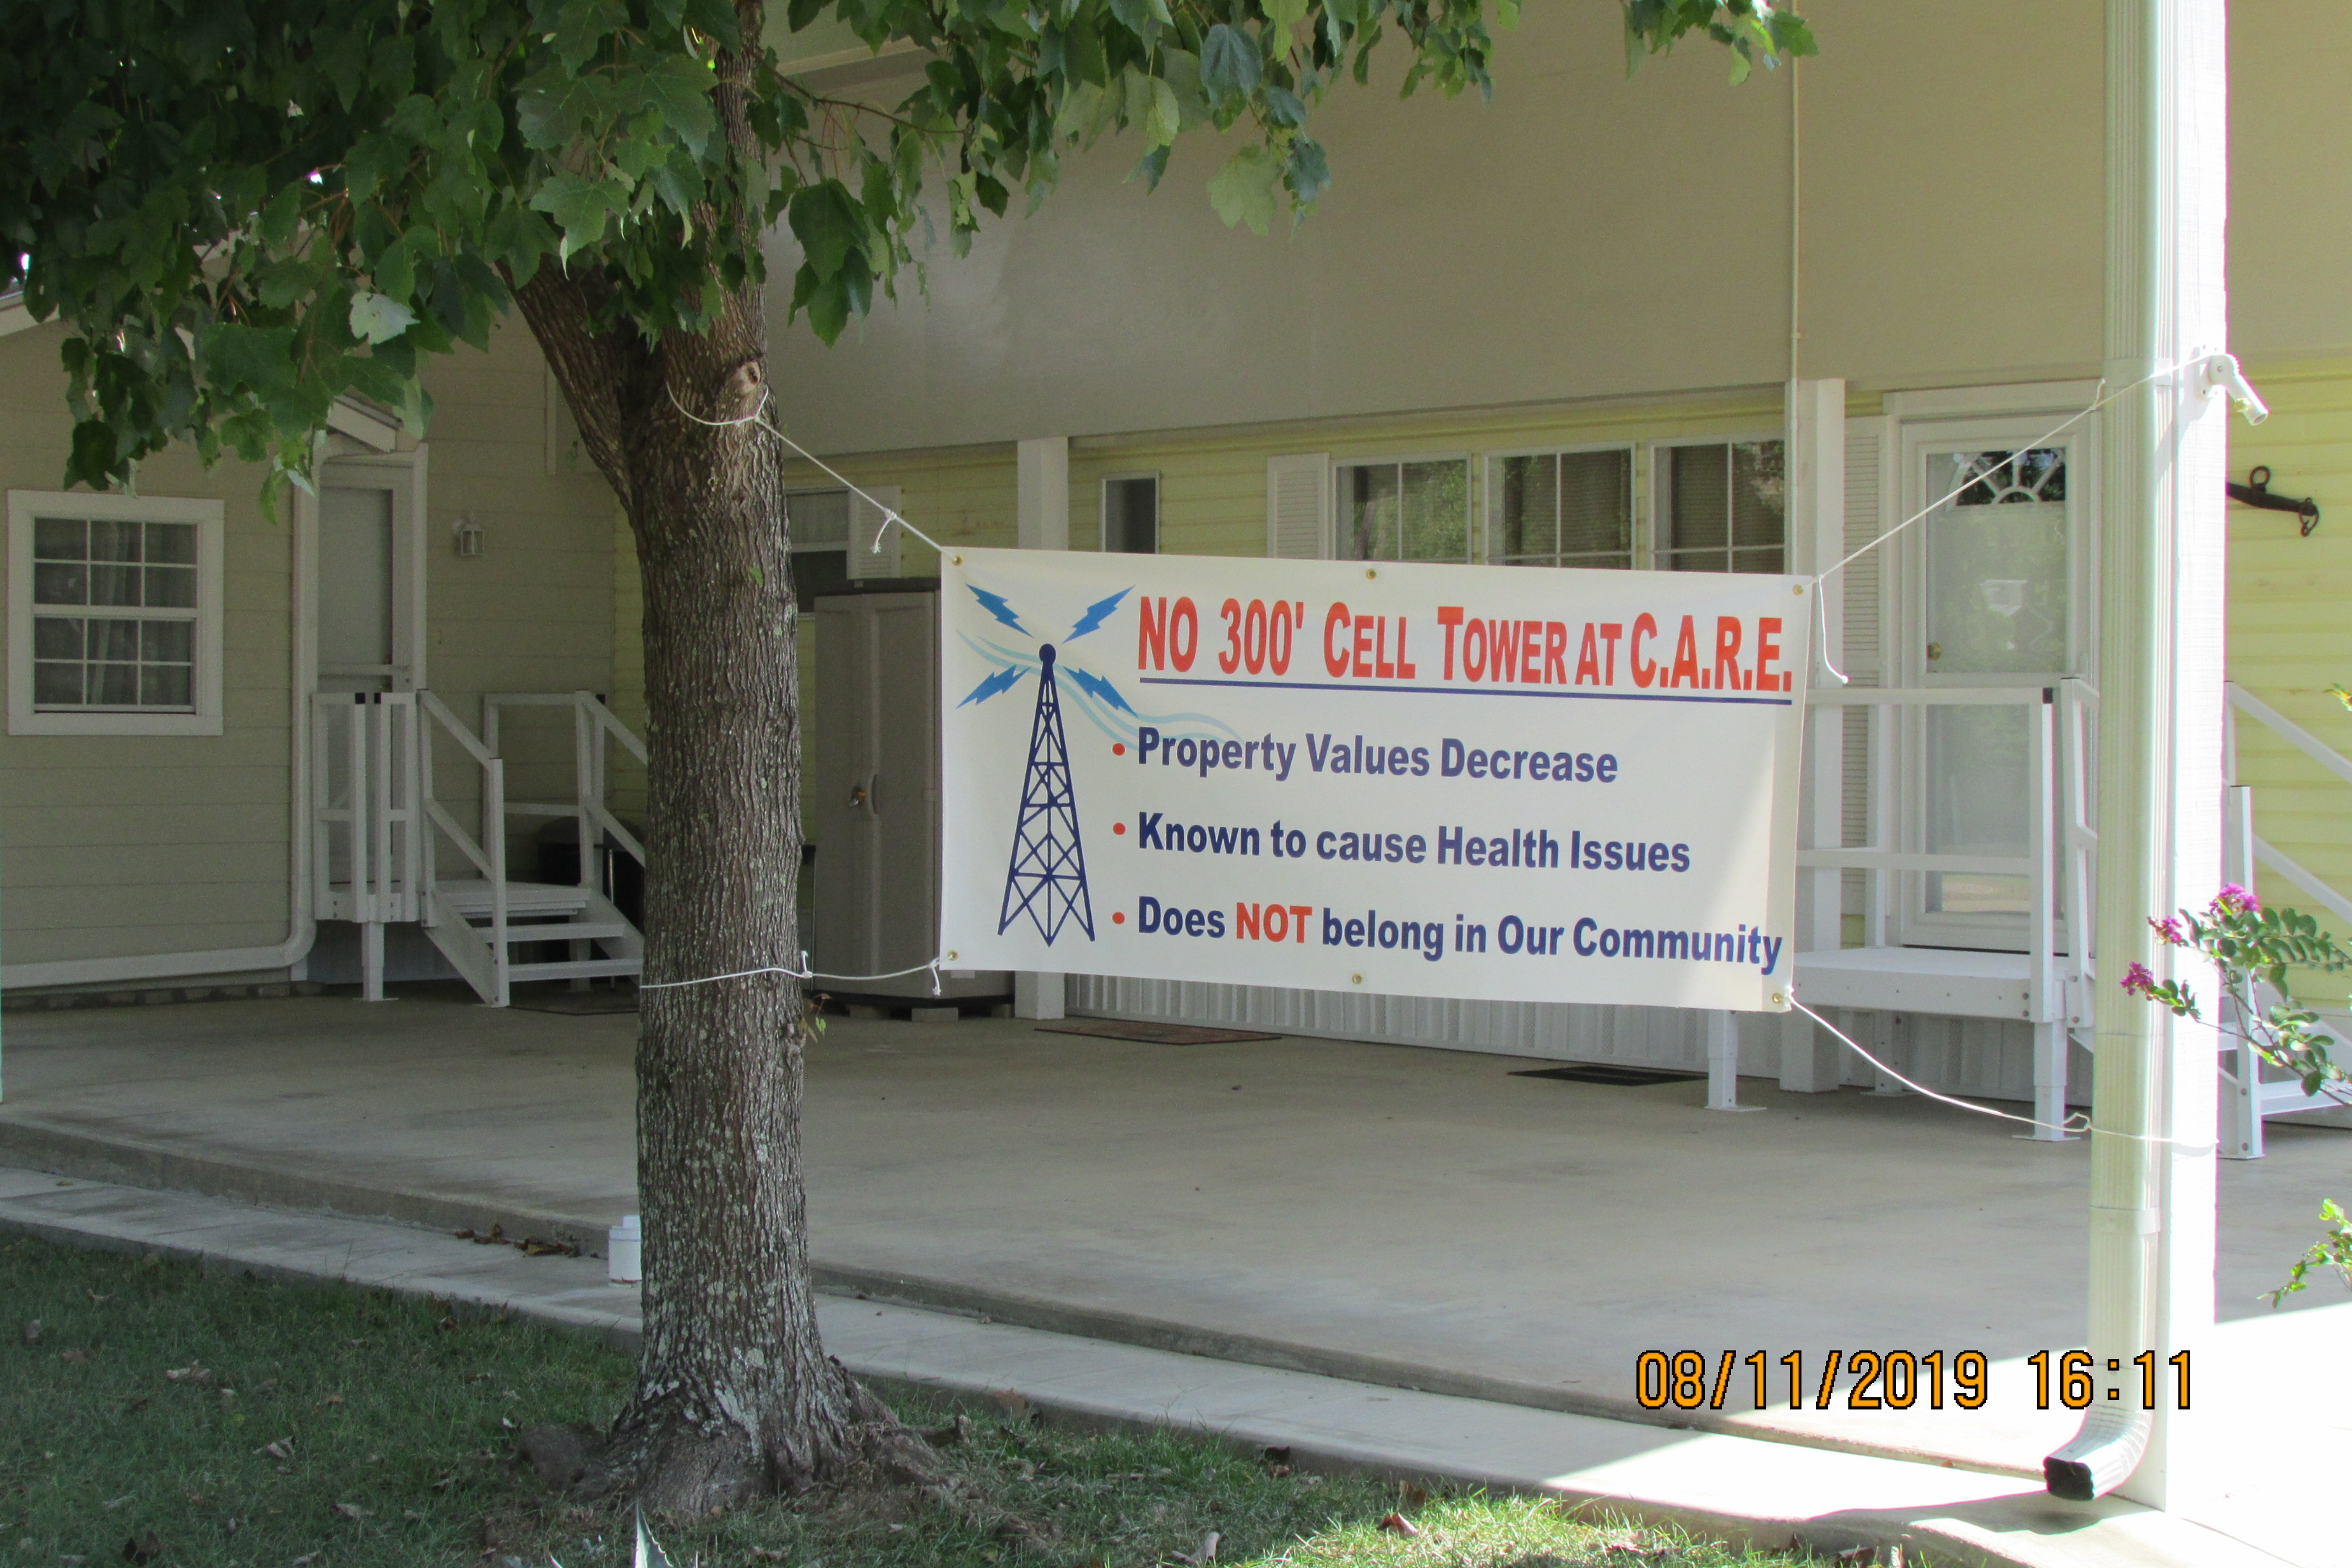 NO 300' CELL TOWER AT C.A.R.E.
• Property Values Decrease
• Known to cause Health Issues
• Does NOT belong in Our Community
08/11/2019 16:11